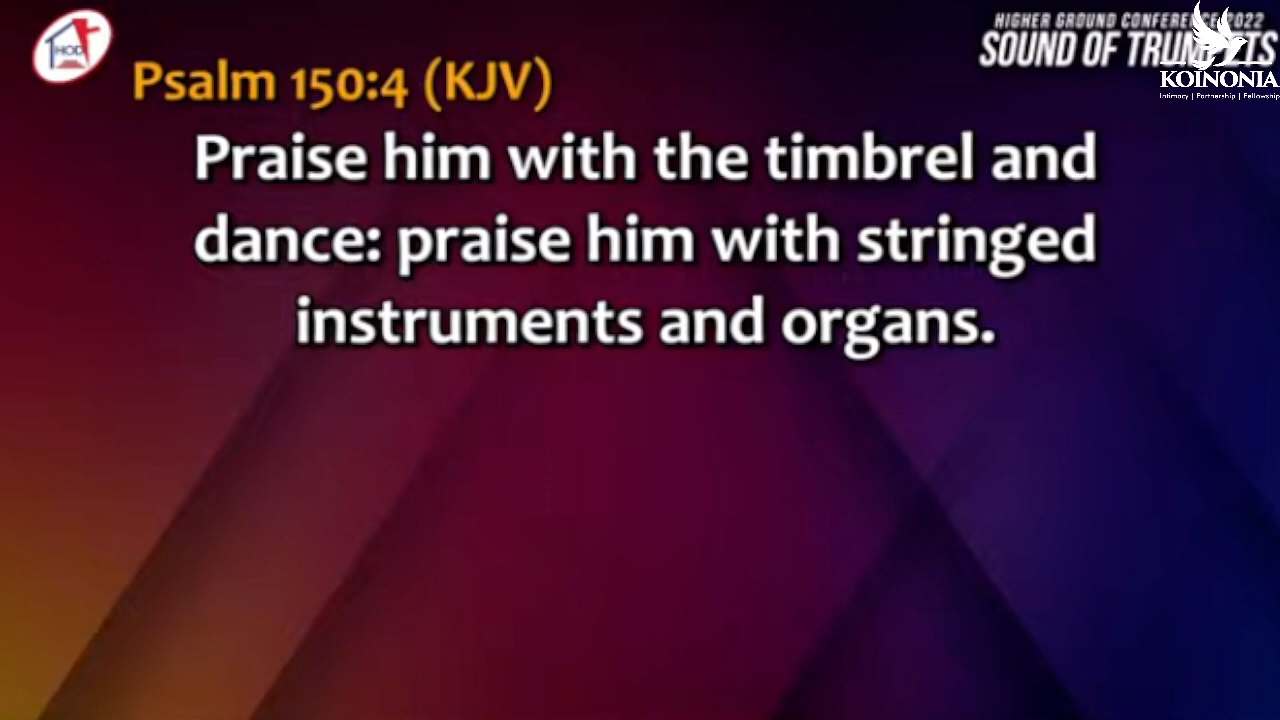 HOD
HIGHER GROUND CONFERENCE 2022
SOUND OF TRUMPETS
KOINONIA
Intimacy | Partnership | Fellowship
Psalm 150:4 (KJV)
Praise him with the timbrel and
dance: praise him with stringed
instruments and organs.